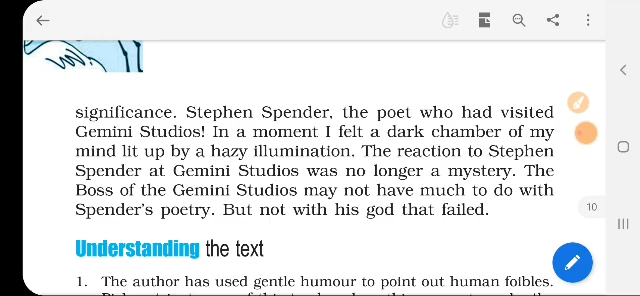 significance. Stephen Spender, the poet who had visited
Gemini Studios! In a moment I felt a dark chamber of my
mind lit up by a hazy illumination. The reaction to Stephen
Spender at Gemini Studios was no longer a mystery. The
Boss of the Gemini Studios may not have much to do with
Spender's poetry. But not with his god that failed.
10
Understanding the text
1. The author has used gentle humour to point out human foibles.